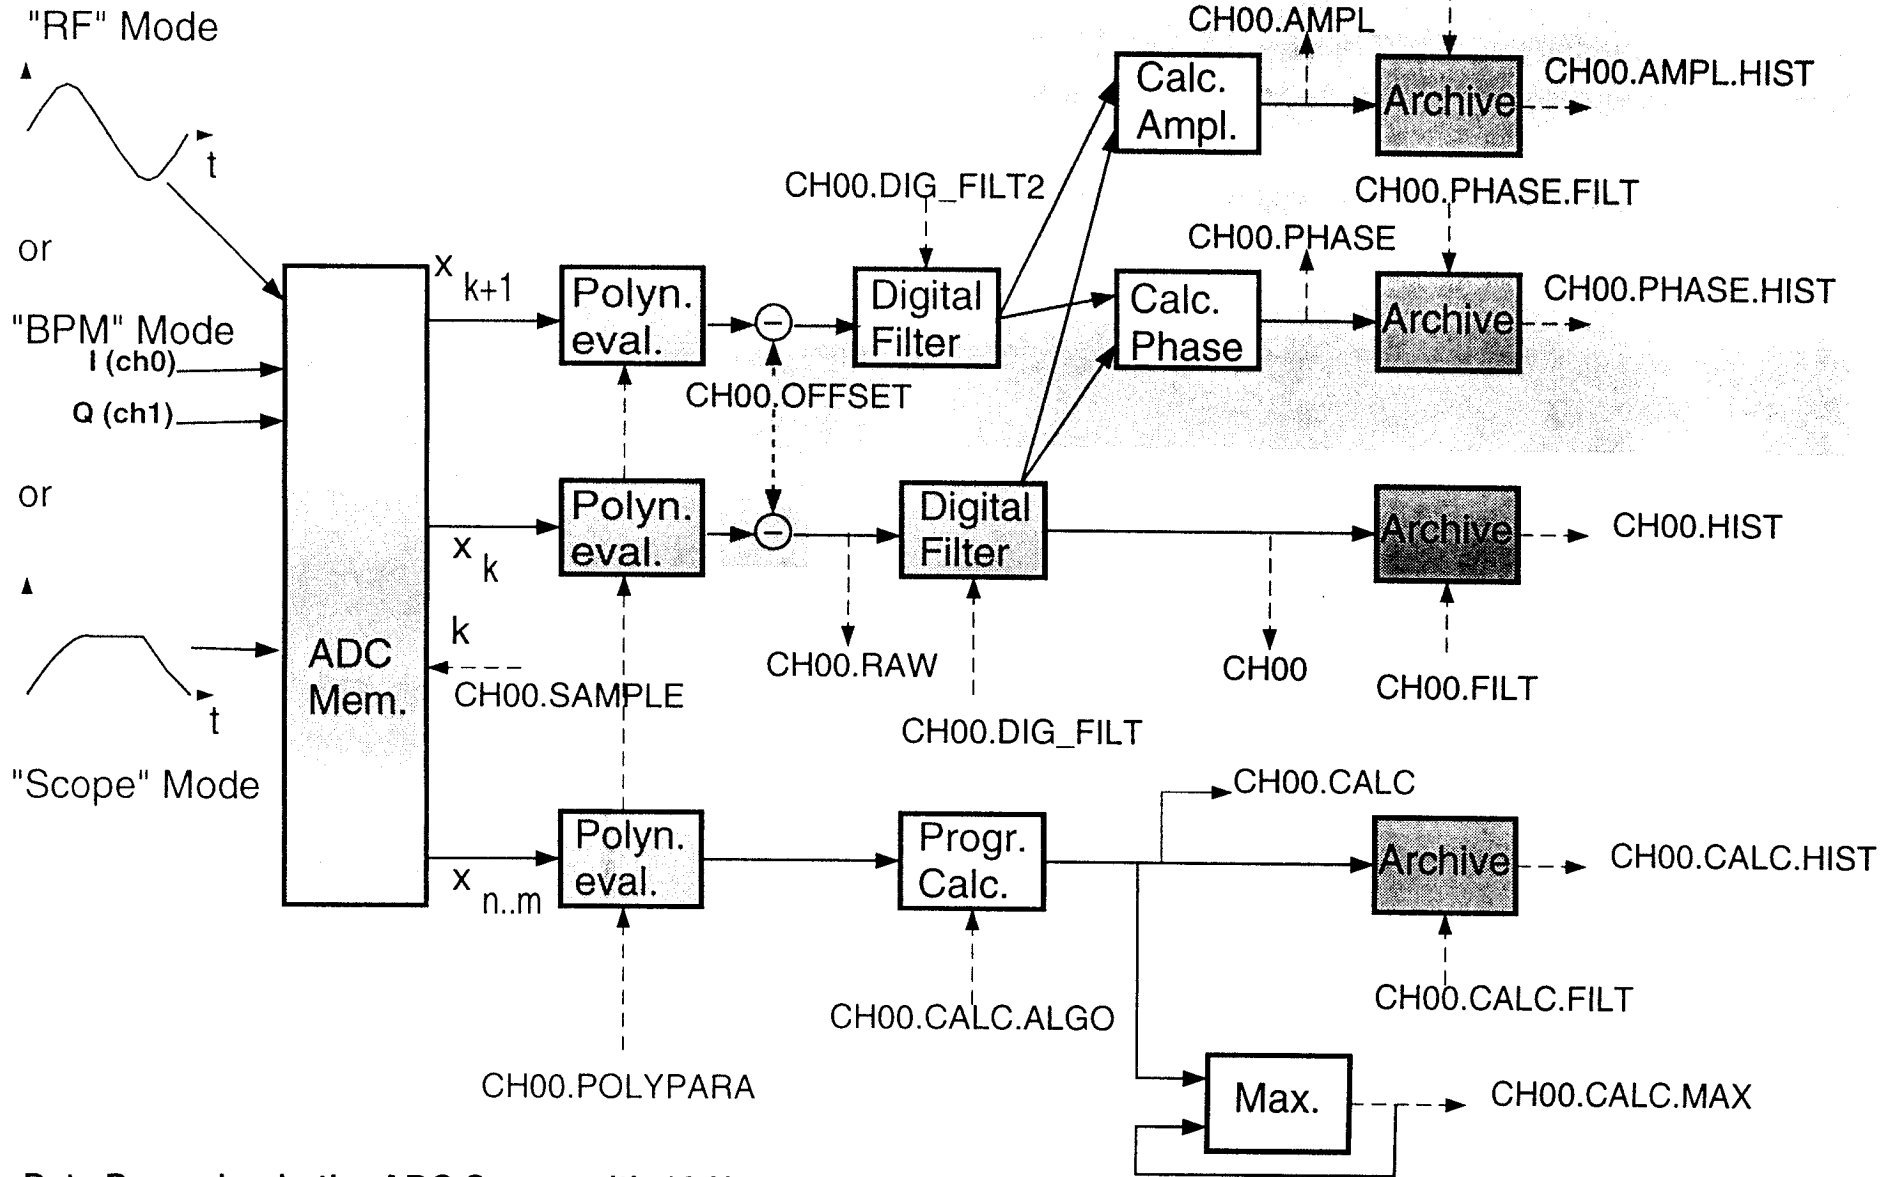 "RF" Mode
t
or
"BPM" Mode
I (ch0)
Q (ch1)
or
t
"Scope" Mode
ADC
Mem.
x k+1
x k
k
CH00.SAMPLE
x n..m
Polyn.
eval.
Polyn.
eval.
Polyn.
eval.
CH00.POLYPARA
−
CH00.OFFSET
−
CH00.RAW
CH00.DIG_FILT2
Digital
Filter
Digital
Filter
CH00.DIG_FILT
Progr.
Calc.
CH00.CALC.ALGO
CH00.AMPL
Calc.
Ampl.
Archive
CH00.AMPL.HIST
CH00.PHASE.FILT
CH00.PHASE
Calc.
Phase
Archive
CH00.PHASE.HIST
CH00
Archive
CH00.HIST
CH00.FILT
CH00.CALC
Archive
CH00.CALC.HIST
CH00.CALC.FILT
Max.
CH00.CALC.MAX